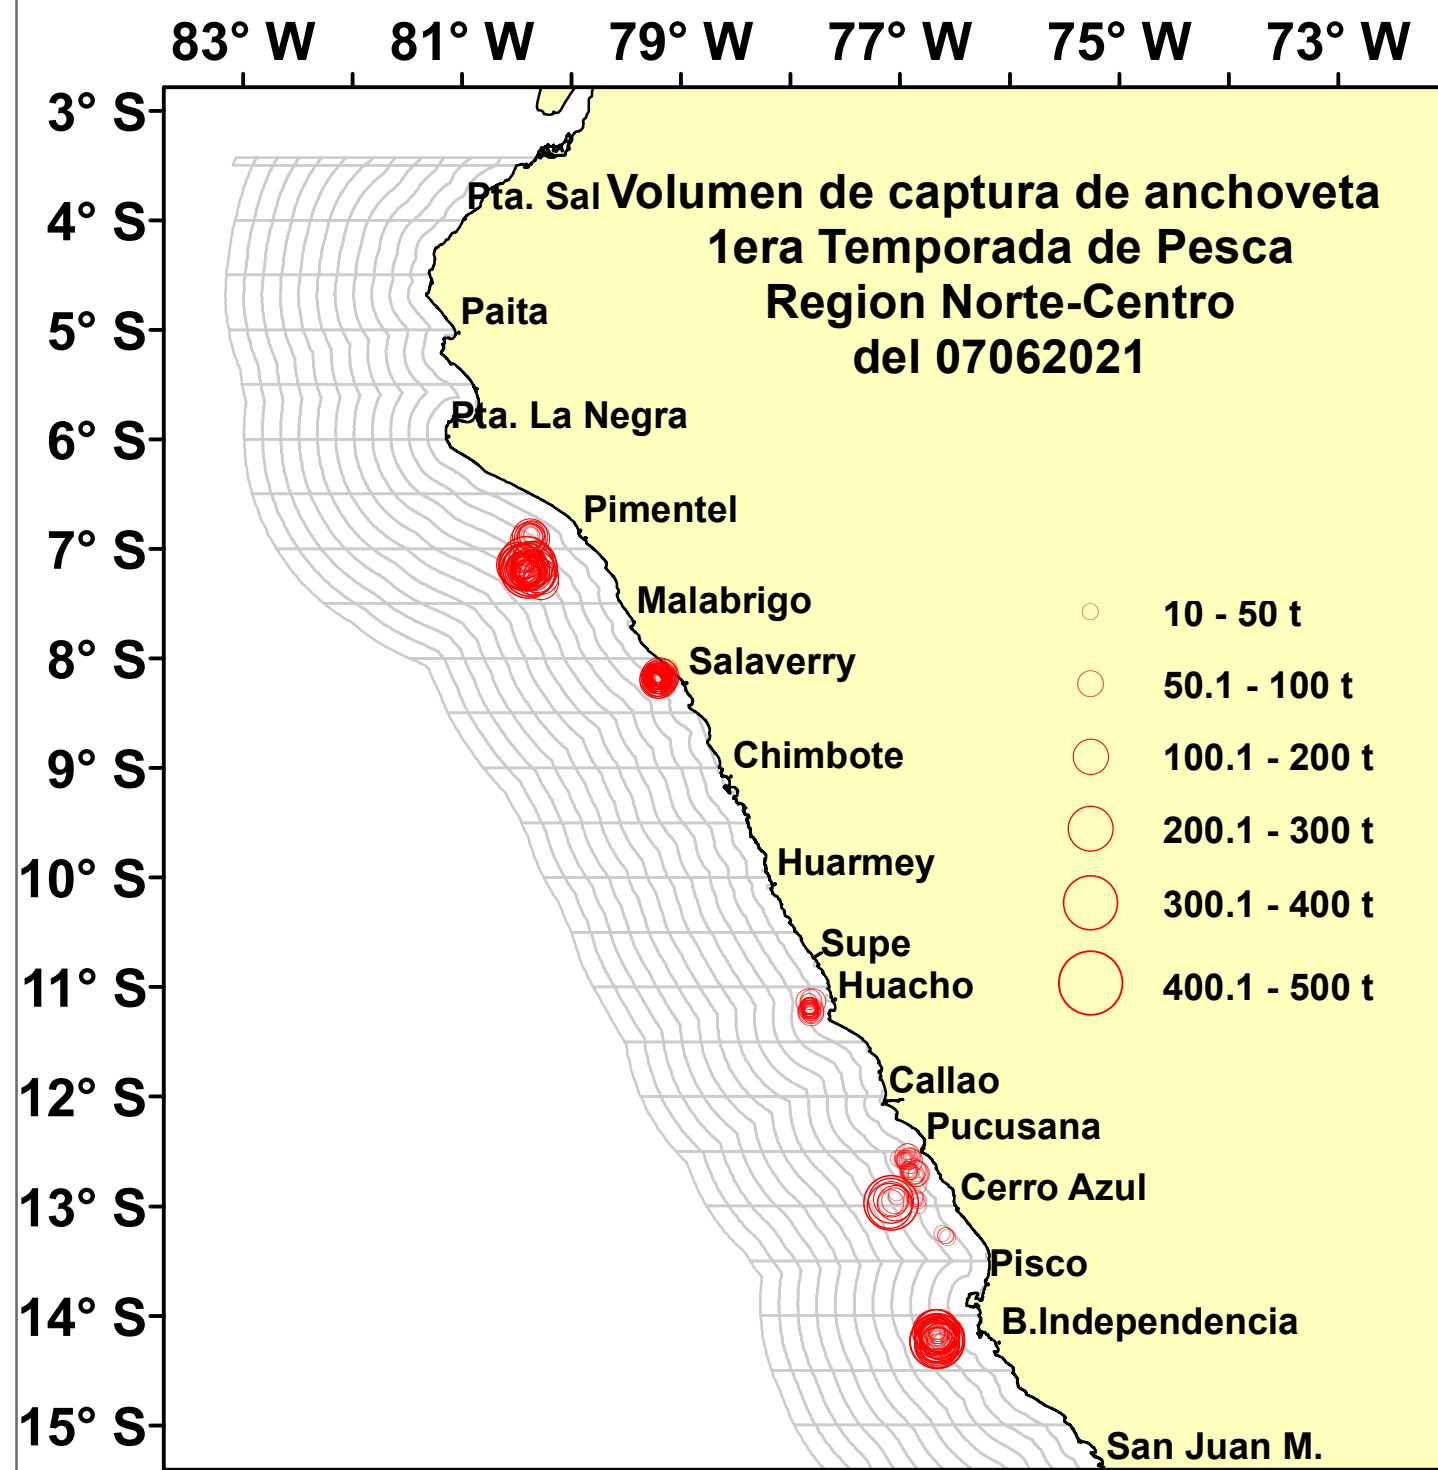 83° W 81° W 79° W 77° W 75° W 73° W
3° S
Pta. Sal
Volumen de captura de anchoveta
4° S
1era Temporada de Pesca
Region Norte-Centro
Paita
5° S
del 07062021
Pta. La Negra
6° S
Pimentel
7° S
Malabrigo
10 - 50 t
8° S
Salaverry
50.1 - 100 t
Chimbote
100.1 - 200 t
9° S
200.1 - 300 t
Huarmey
10° S
300.1 - 400 t
Supe
11° S
Huacho
400.1 - 500 t
Callao
12° S
Pucusana
Cerro Azul
13° S
Pisco
14° S
B.Independencia
15° S
San Juan M.